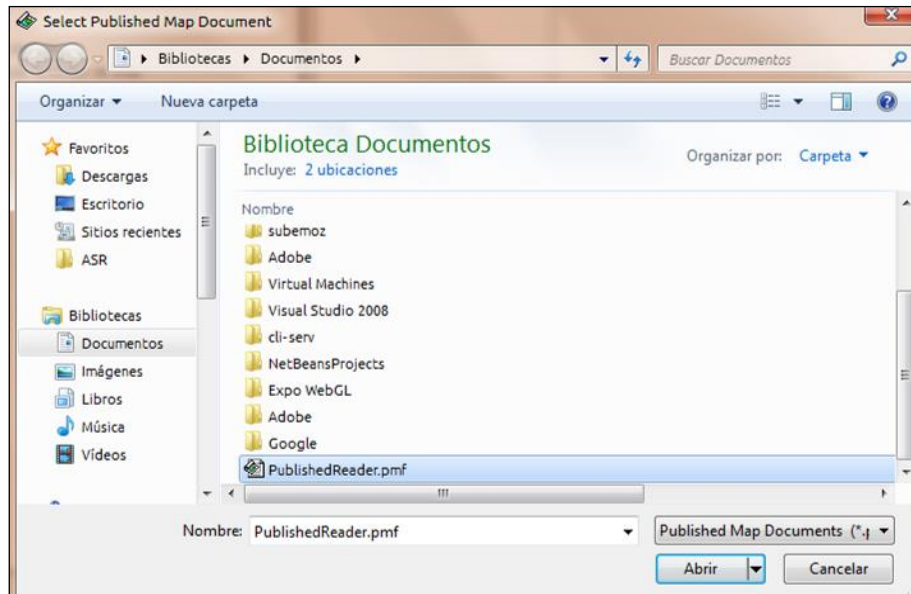 Select Published Map Document
Bibliotecas Documentos
Buscar Documentos
Organizar Nueva carpeta
Favoritos
Descargas
Escritorio
Sitios recientes
ASR
Bibliotecas
Documentos
Imágenes
Libros
Música
Vídeos
Biblioteca Documentos
Incluye: 2 ubicaciones
Organizar por: Carpeta
Nombre
subemoz
Adobe
Virtual Machines
Visual Studio 2008
cli-serv
NetBeansProjects
Expo WebGL
Adobe
Google
PublishedReader.pmf
Nombre: PublishedReader.pmf
Published Map Documents (*.p
Abrir Cancelar